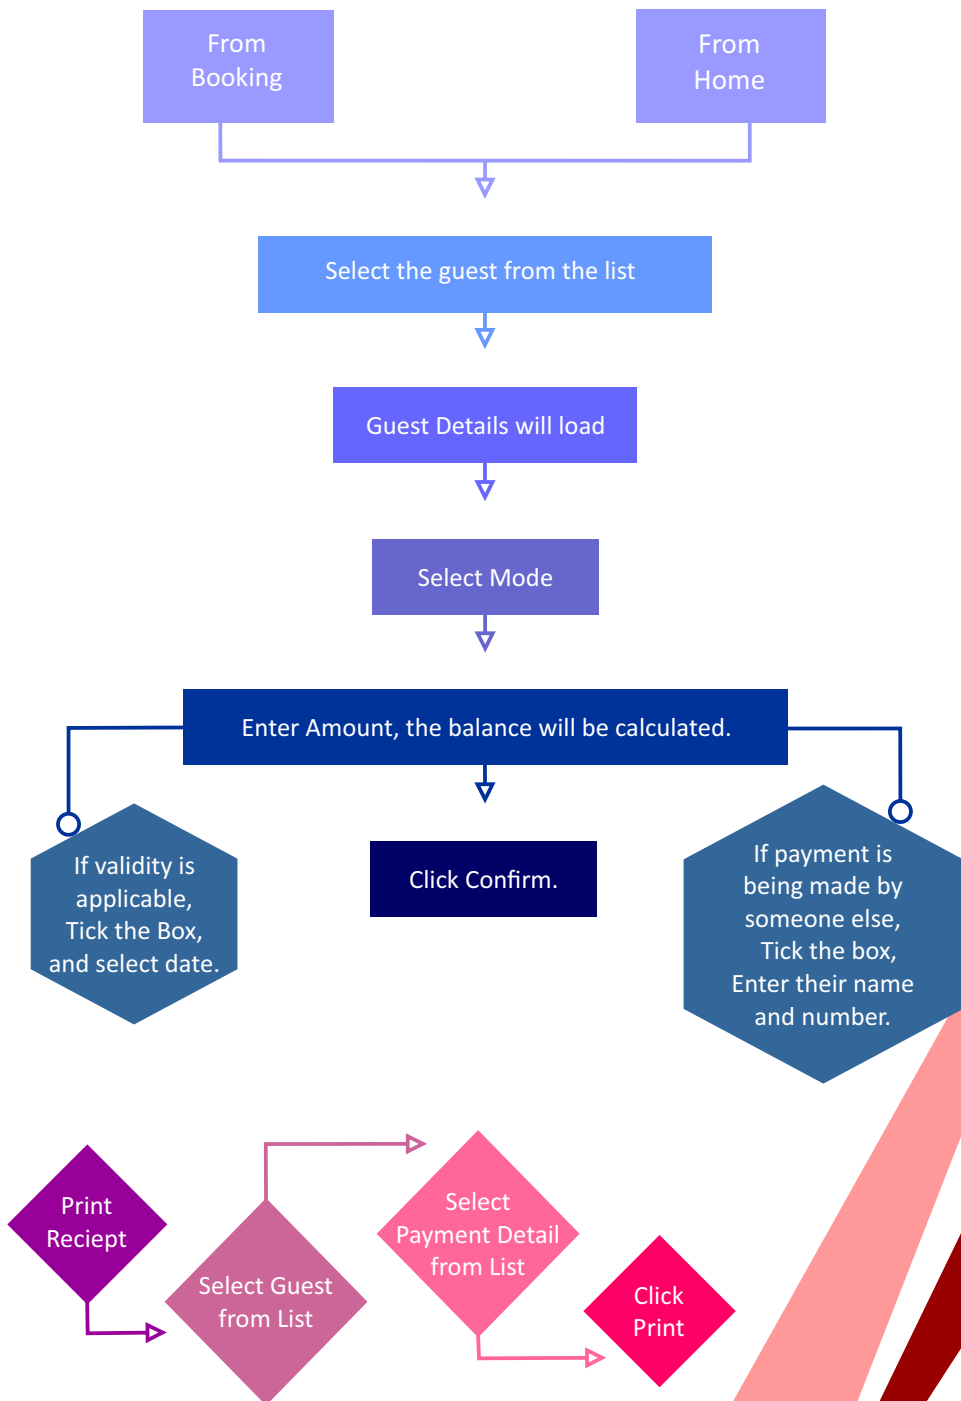 From
Booking
From
Home
Select the guest from the list
Guest Details will load
Select Mode
Enter Amount, the balance will be calculated.
If validity is
applicable,
Tick the Box,
and select date.
Click Confirm.
If payment is
being made by
someone else,
Tick the box,
Enter their name
and number.
Print
Reciept
Select Guest
from List
Select
Payment Detail
from List
Click
Print